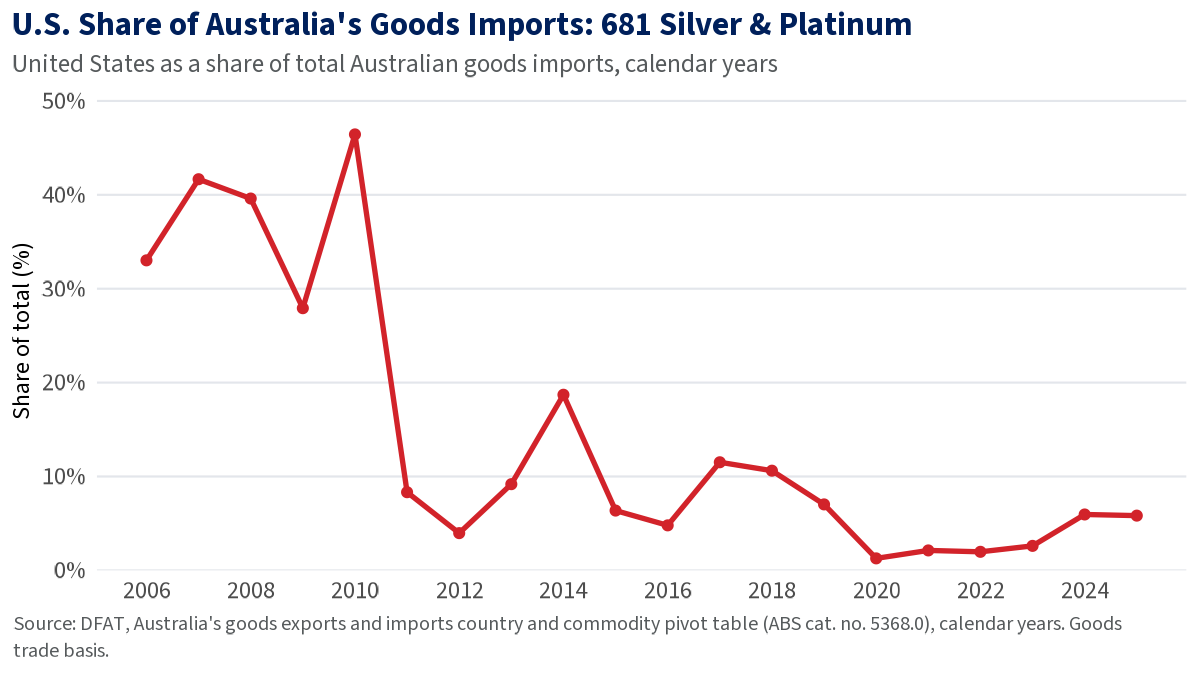 U.S. Share of Australia's Goods Imports: 681 Silver & Platinum
United States as a share of total Australian goods imports, calendar years
Share of total (%)
50%
40%
30%
20%
10%
0%
2006 2008 2010 2012 2014 2016 2018 2020 2022 2024
Source: DFAT, Australia's goods exports and imports country and commodity pivot table (ABS cat. no. 5368.0), calendar years. Goods
trade basis.